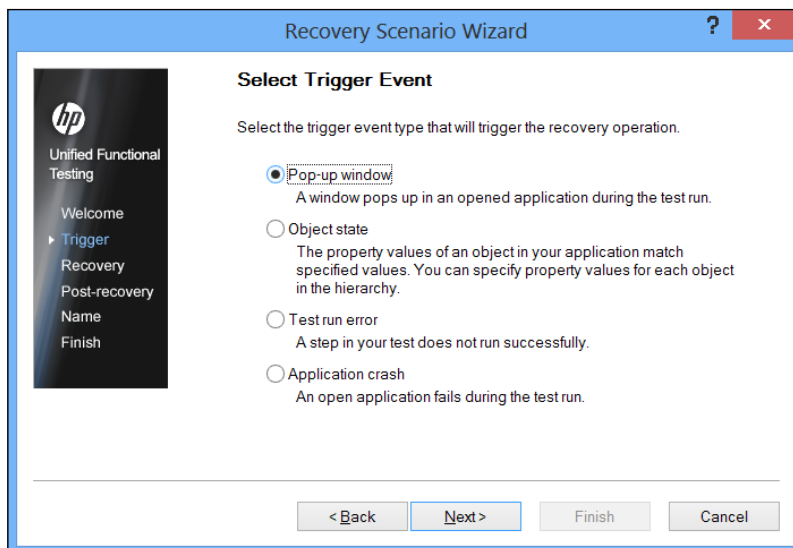 Recovery Scenario Wizard
?
hp
Unified Functional
Testing
Welcome
Trigger
Recovery
Post-recovery
Name
Finish
Select Trigger Event
Select the trigger event type that will trigger the recovery operation.
Pop-up window
A window pops up in an opened application during the test run.
Object state
The property values of an object in your application match
specified values. You can specify property values for each object
in the hierarchy.
Test run error
A step in your test does not run successfully.
Application crash
An open application fails during the test run.
< Back
Next >
Finish
Cancel